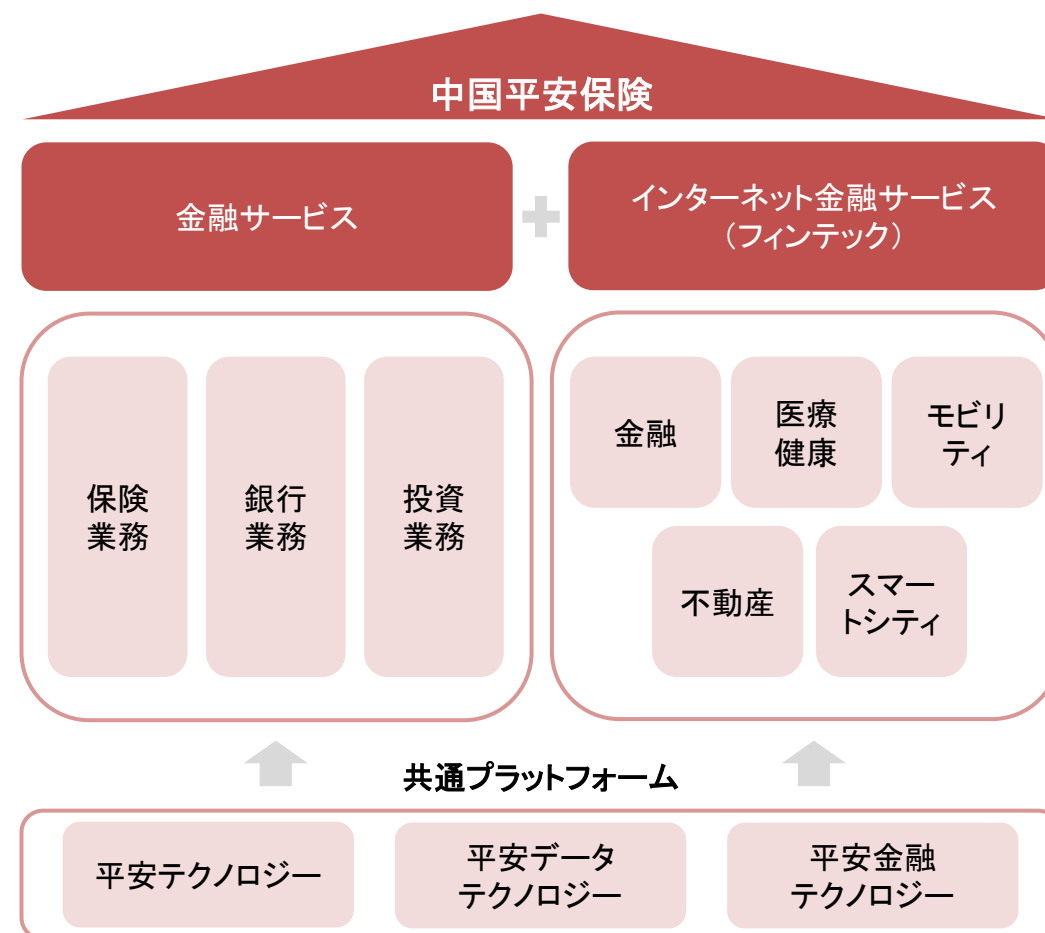 中国平安保険
金融サービス
インターネット金融サービス
（フィンテック）
保険
業務
銀行
業務
投資
業務
金融
医療
健康
モビリ
ティ
不動産
スマー
トシティ
共通プラットフォーム
平安テクノロジー
平安データ
テクノロジー
平安金融
テクノロジー